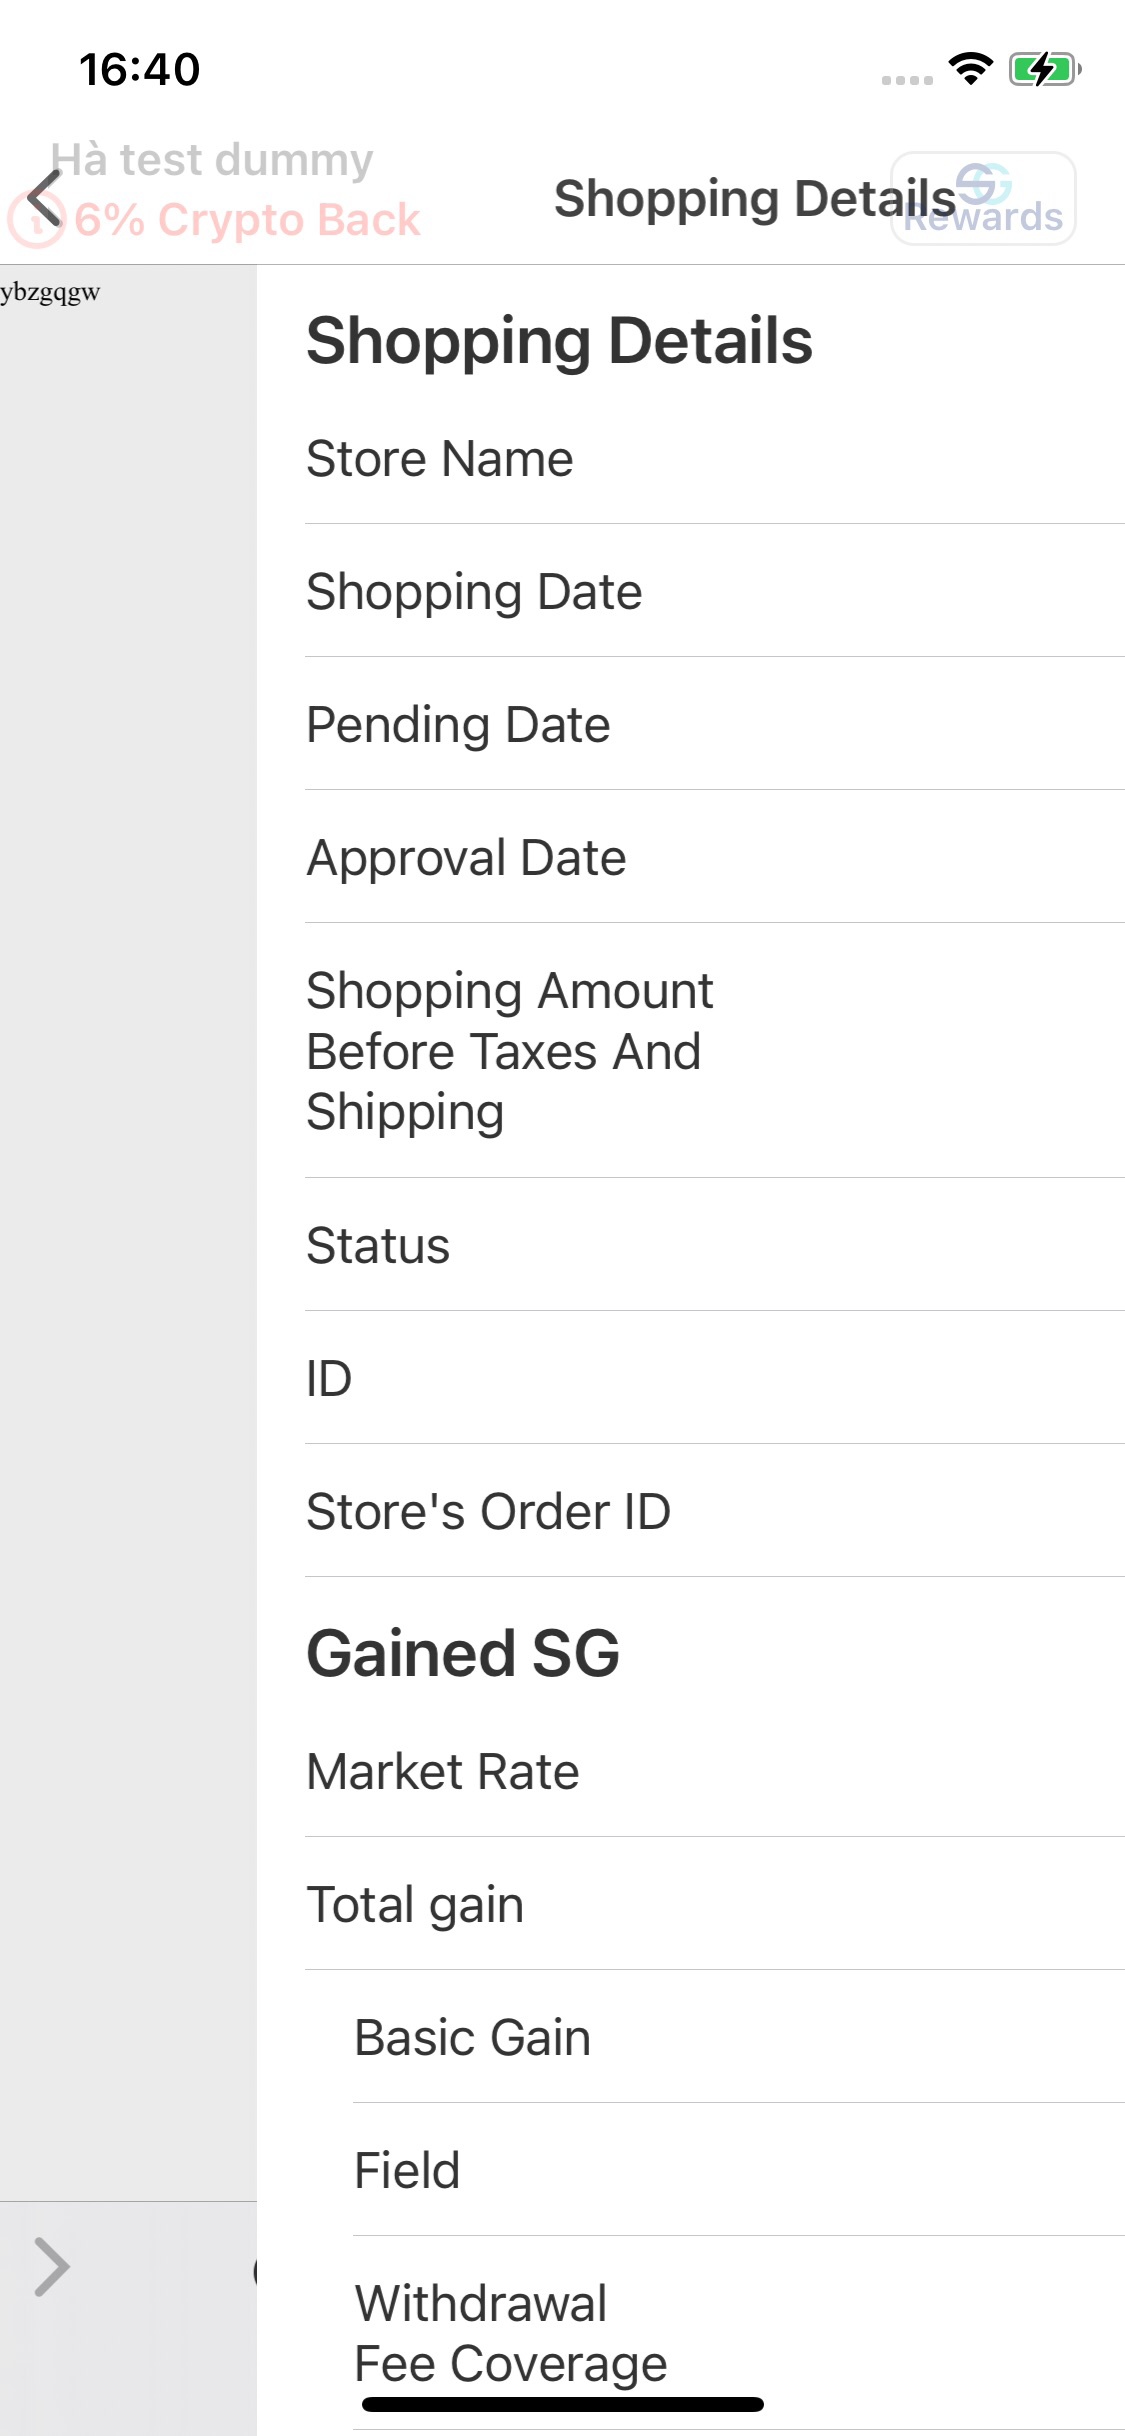 16:40
Hà test dummy
6% Crypto Back
Shopping Details
SG
Rewards
ybzgqgw
Shopping Details
Store Name
Shopping Date
Pending Date
Approval Date
Shopping Amount
Before Taxes And
Shipping
Status
ID
Store's Order ID
Gained SG
Market Rate
Total gain
Basic Gain
Field
Withdrawal
Fee Coverage